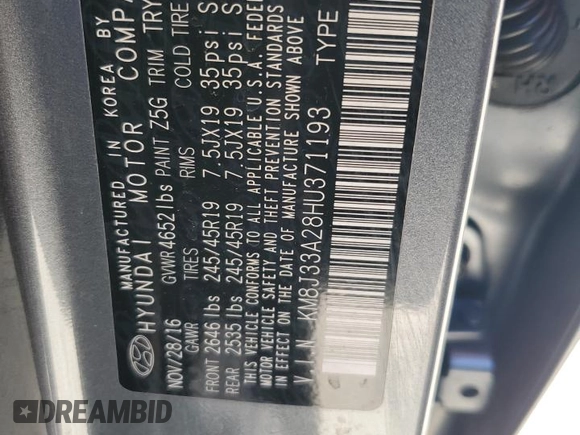 MANUFACTURED IN KOREA BY
HYUNDAI MOTOR COMPA
NOV/28/16 GVWR 4652 lbs PAINT Z5G TRIM TRY
GAWR TIRES RIMS COLD TIRE
FRONT 2646 lbs 245/45R19 7.5JX19 35psi S
REAR 2535 lbs 245/45R19 7.5JX19 35psi S
THIS VEHICLE CONFORMS TO ALL APPLICABLE U.S.A. FEDE
MOTOR VEHICLE SAFETY AND THEFT PREVENTION STANDARDS
IN EFFECT ON THE DATE OF MANUFACTURE SHOWN ABOVE
V.I.N KM8J33A28HU371193 TYPE
DREAMBID